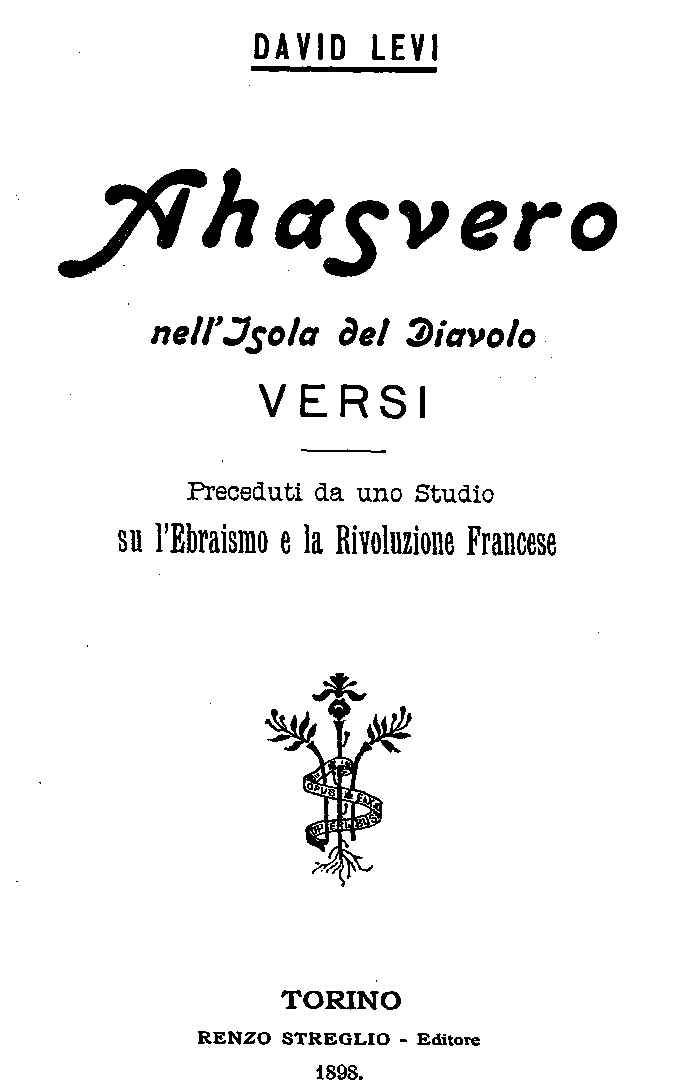 DAVID LEVI
Ahasvero
nell'Isola del Diavolo
VERSI
Preceduti da uno Studio
su l'Ebraismo e la Rivoluzione Francese
OPUS
TORINO
RENZO STREGLIO - Editore
1898.